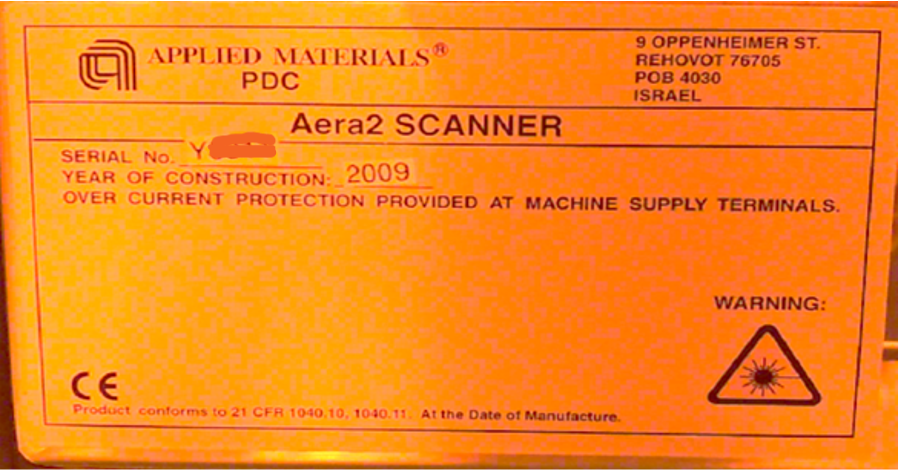 APPLIED MATERIALS®
PDC
9 OPPENHEIMER ST.
REHOVOT 76705
POB 4030
ISRAEL
Aera2 SCANNER
SERIAL No. Y
YEAR OF CONSTRUCTION: 2009
OVER CURRENT PROTECTION PROVIDED AT MACHINE SUPPLY TERMINALS.
WARNING:
CE
Product conforms to 21 CFR 1040.10, 1040.11. At the Date of Manufacture.